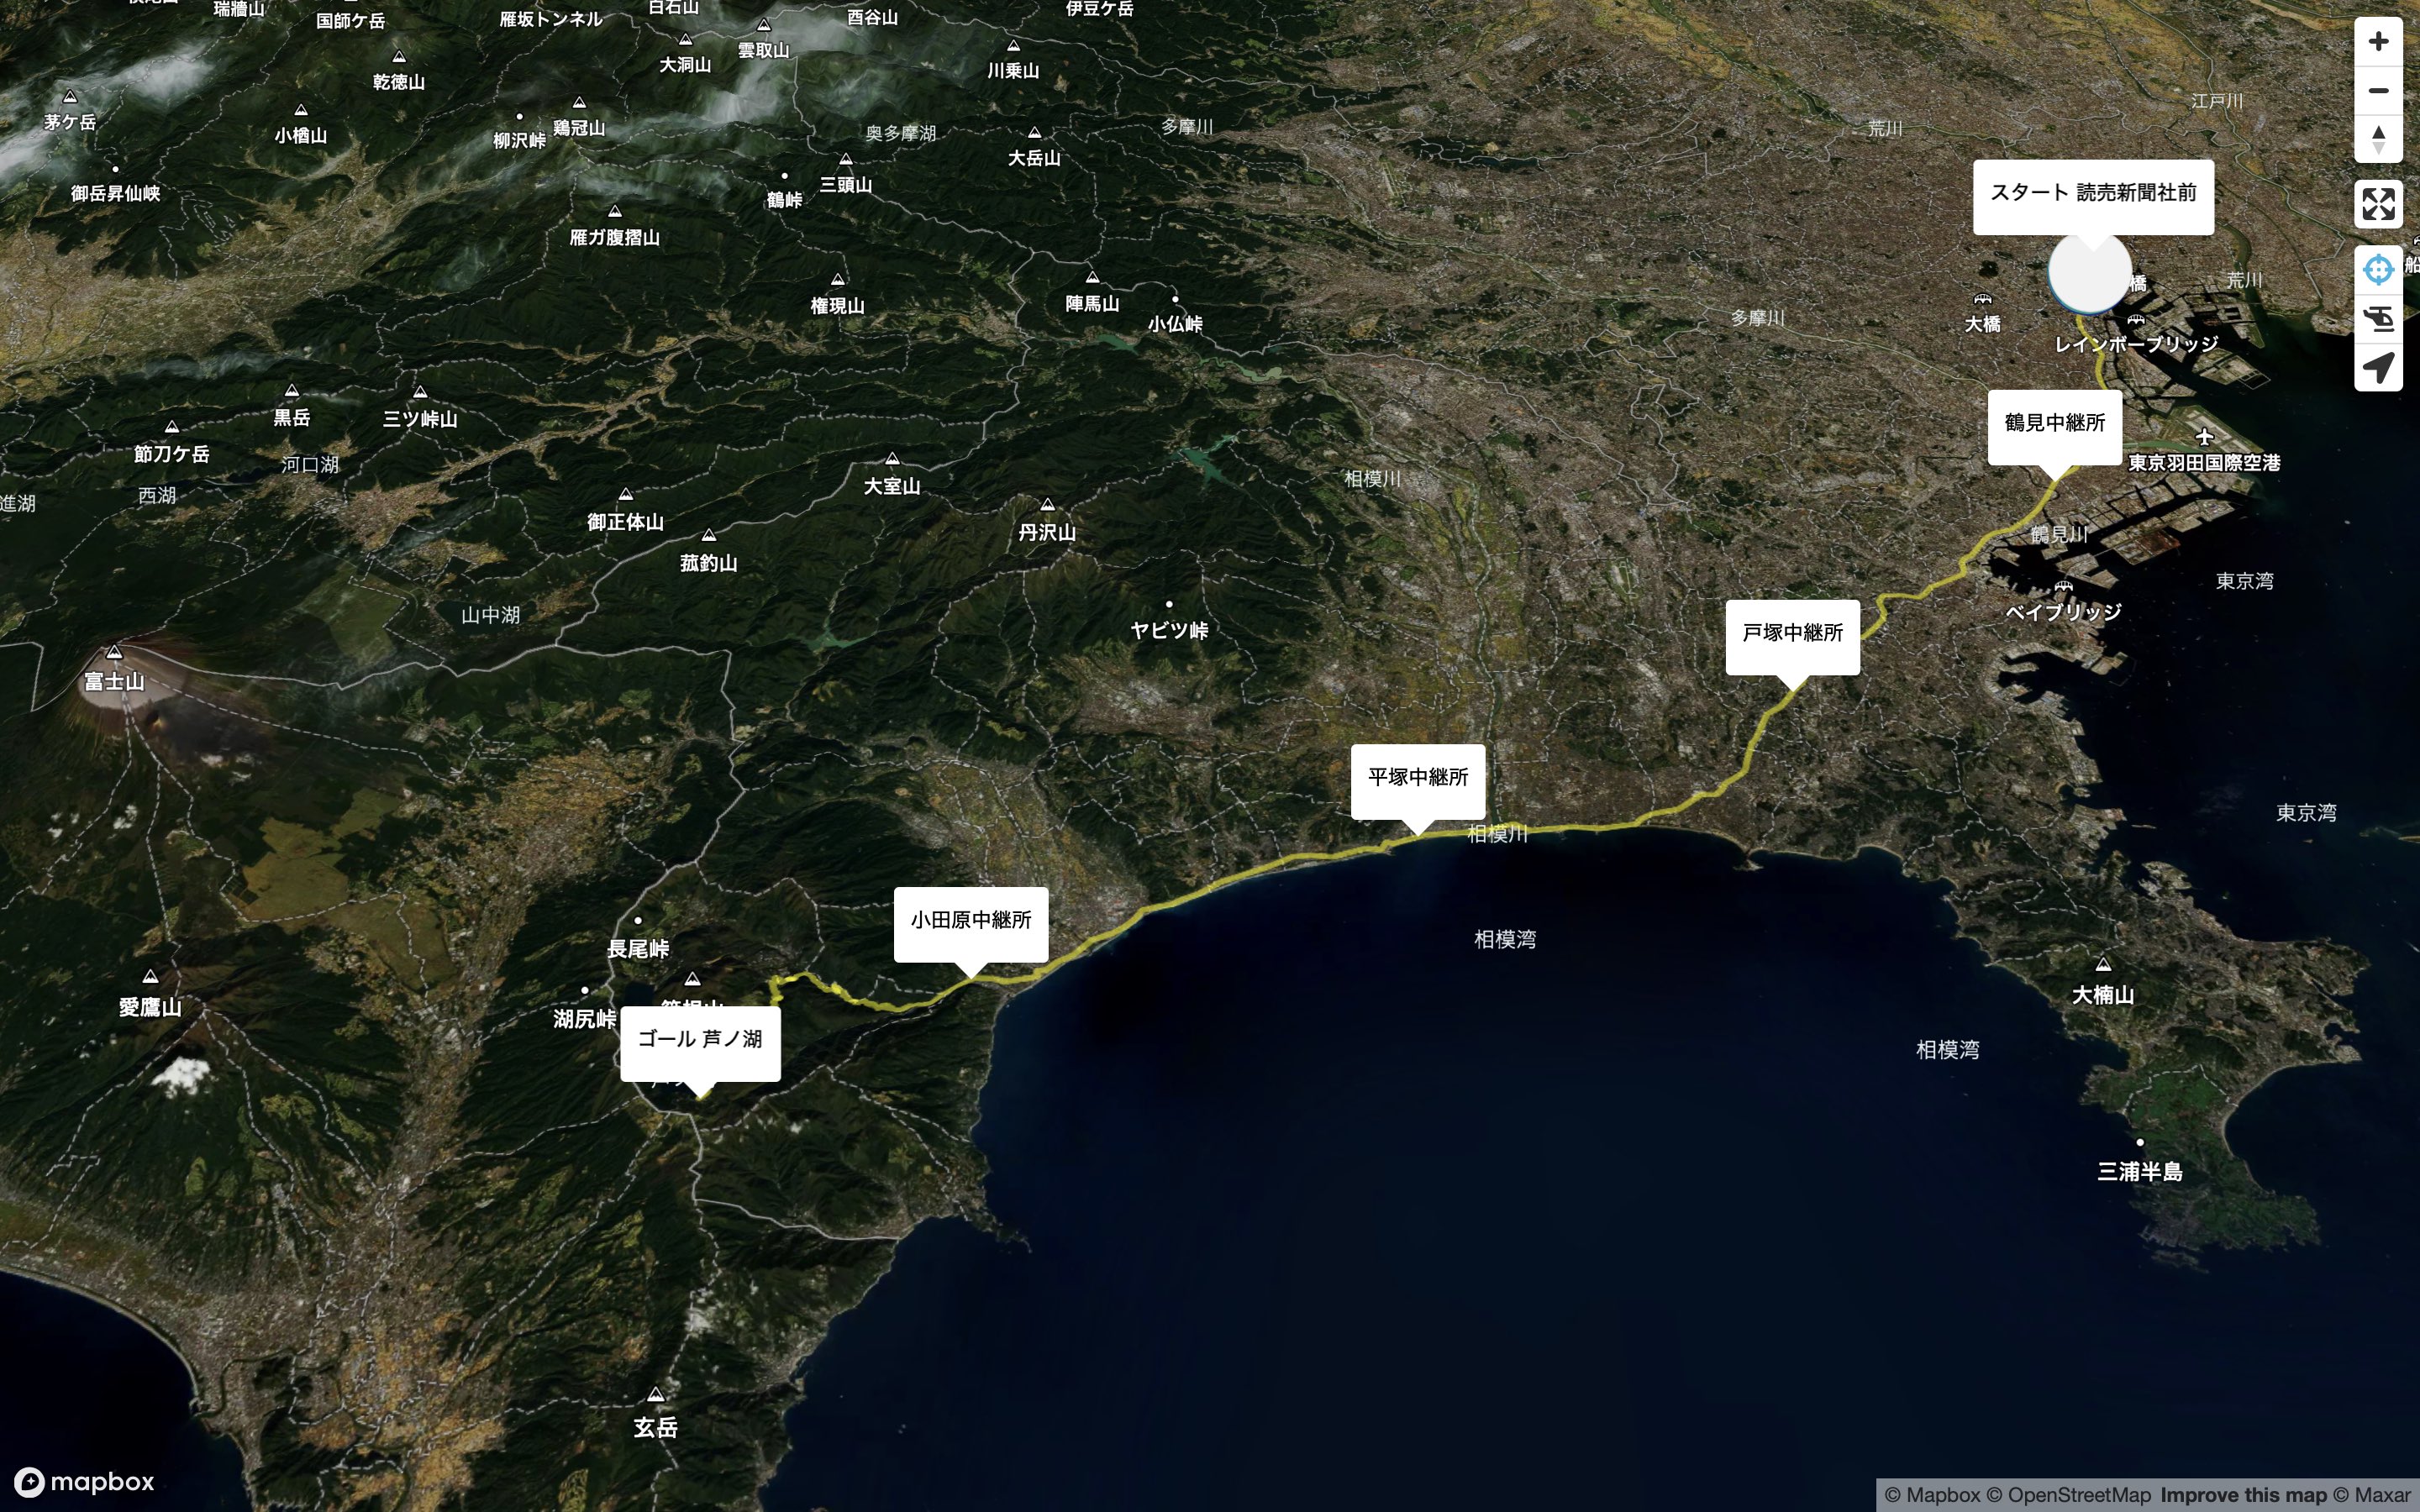 瑞牆山
国師ケ岳
雁坂トンネル
白石山
酉谷山
伊豆ケ岳
雲取山
大洞山
川乗山
乾徳山
茅ケ岳
小楢山
柳沢峠
鶏冠山
奥多摩湖
多摩川
荒川
江戸川
大岳山
御岳昇仙峡
鶴峠
三頭山
スタート 読売新聞社前
雁ガ腹摺山
権現山
陣馬山
小仏峠
多摩川
大橋
橋
荒川
船
レインボーブリッジ
黒岳
三ツ峠山
節刀ケ岳
河口湖
西湖
進湖
鶴見中継所
東京羽田国際空港
大室山
相模川
御正体山
丹沢山
菰釣山
鶴見川
東京湾
山中湖
ヤビツ峠
ベイブリッジ
戸塚中継所
富士山
平塚中継所
相模川
東京湾
小田原中継所
長尾峠
相模湾
愛鷹山
湖尻峠
ゴール 芦ノ湖
大楠山
相模湾
三浦半島
玄岳
mapbox
© Mapbox © OpenStreetMap Improve this map © Maxar